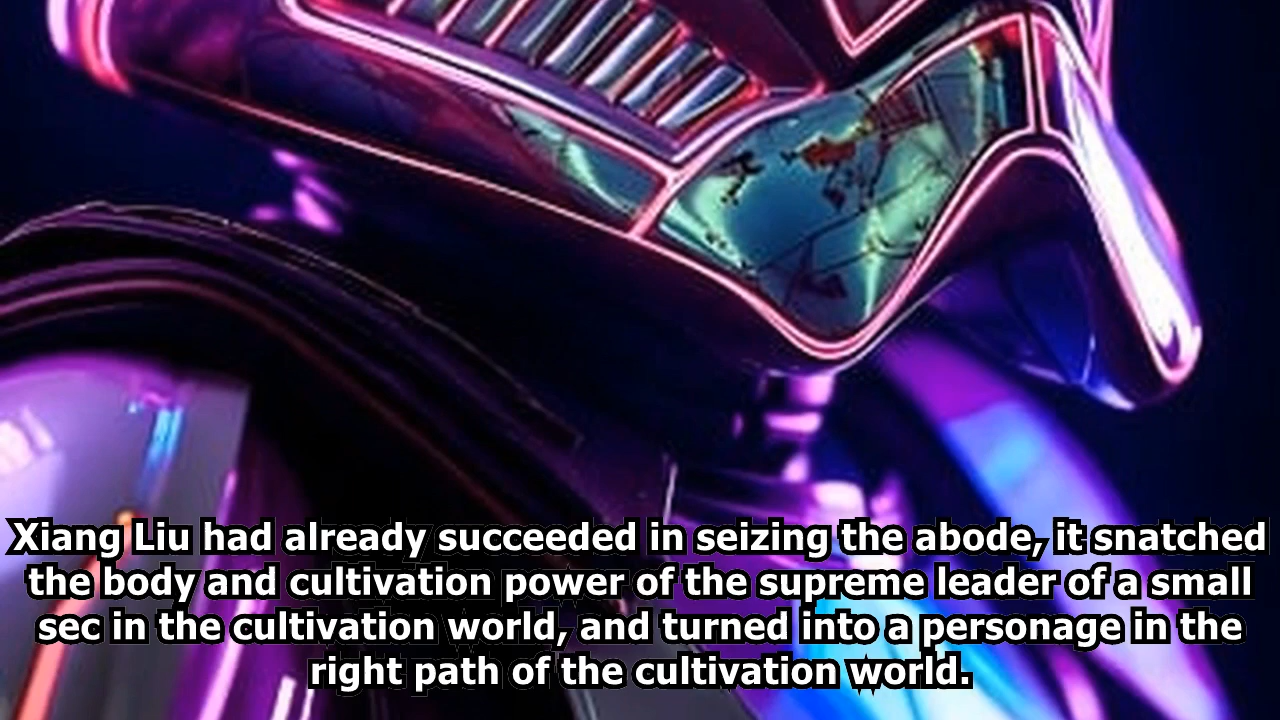 Xiang Liu had already succeeded in seizing the abode, it snatched
the body and cultivation power of the supreme leader of a small
sec in the cultivation world, and turned into a personage in the
right path of the cultivation world.